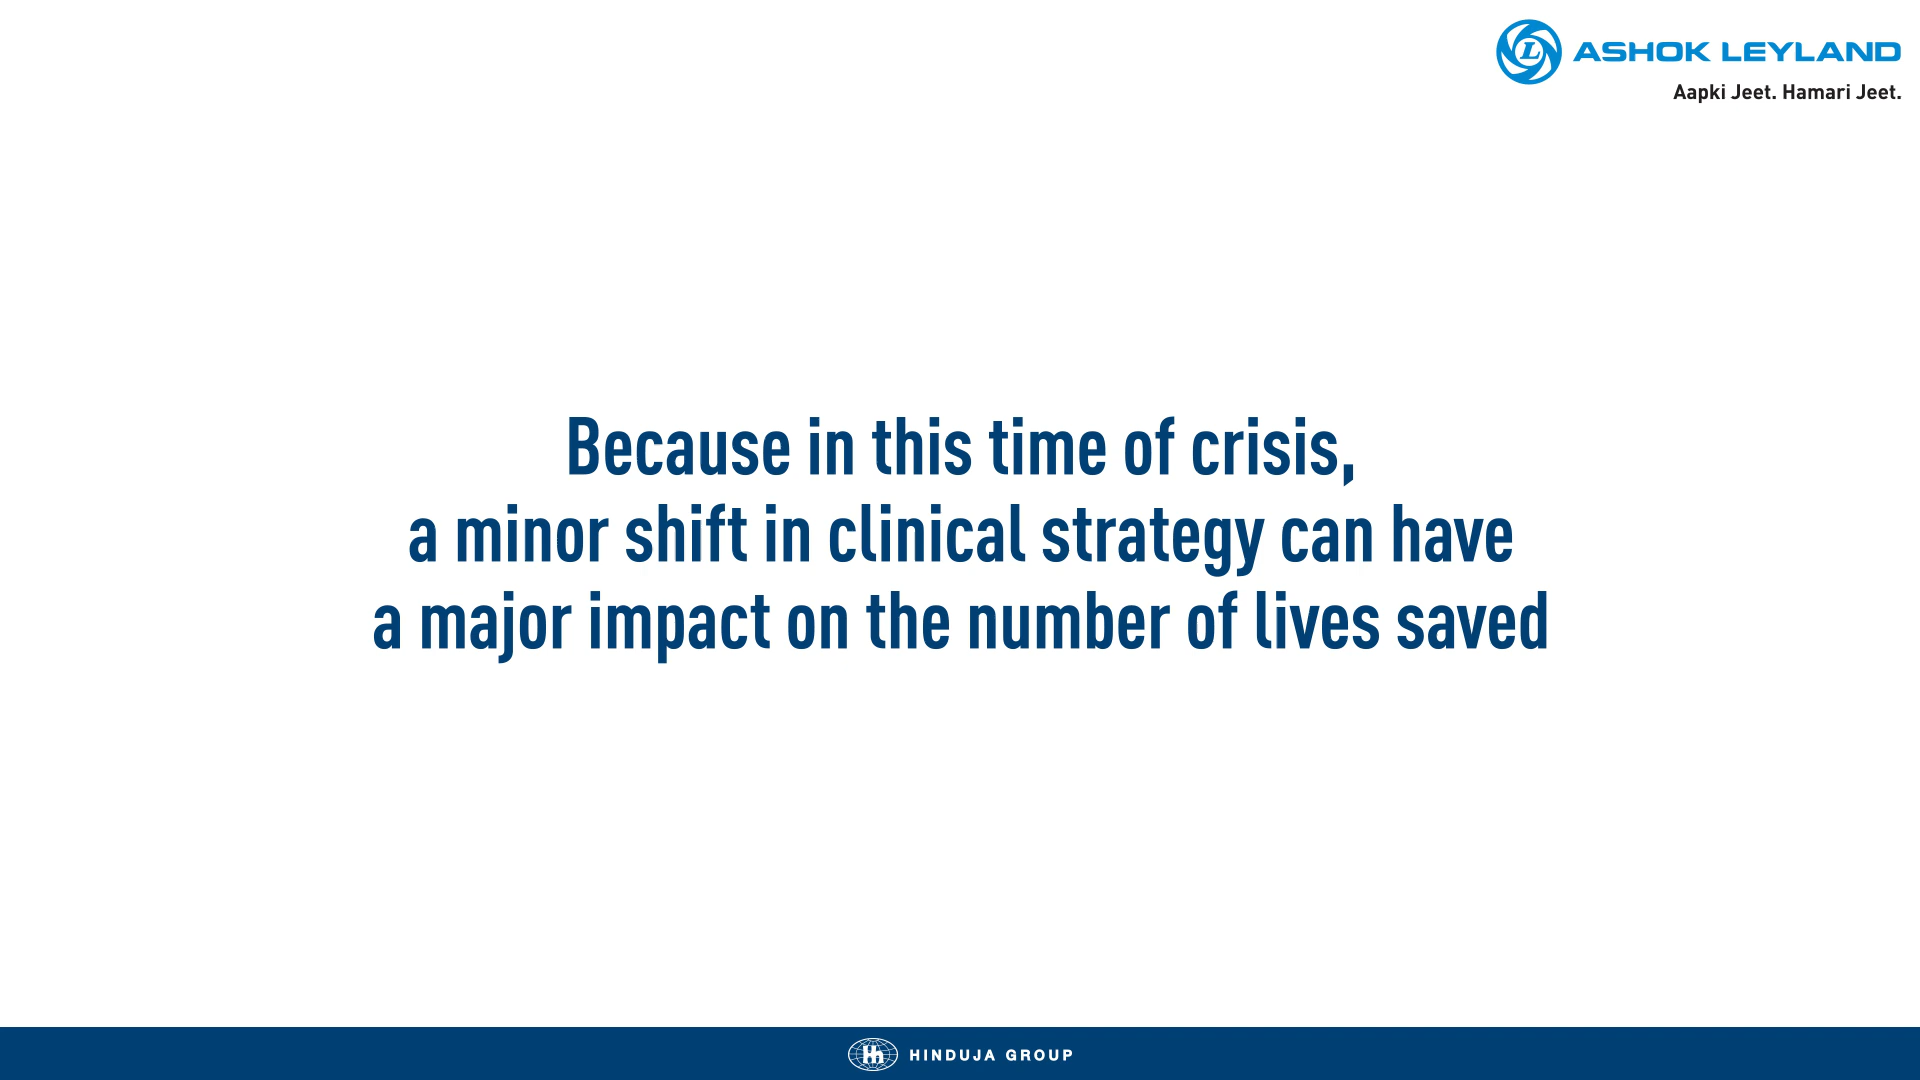 ASHOK LEYLAND
Aapki Jeet. Hamari Jeet.
Because in this time of crisis,
a minor shift in clinical strategy can have
a major impact on the number of lives saved
HINDUJA GROUP